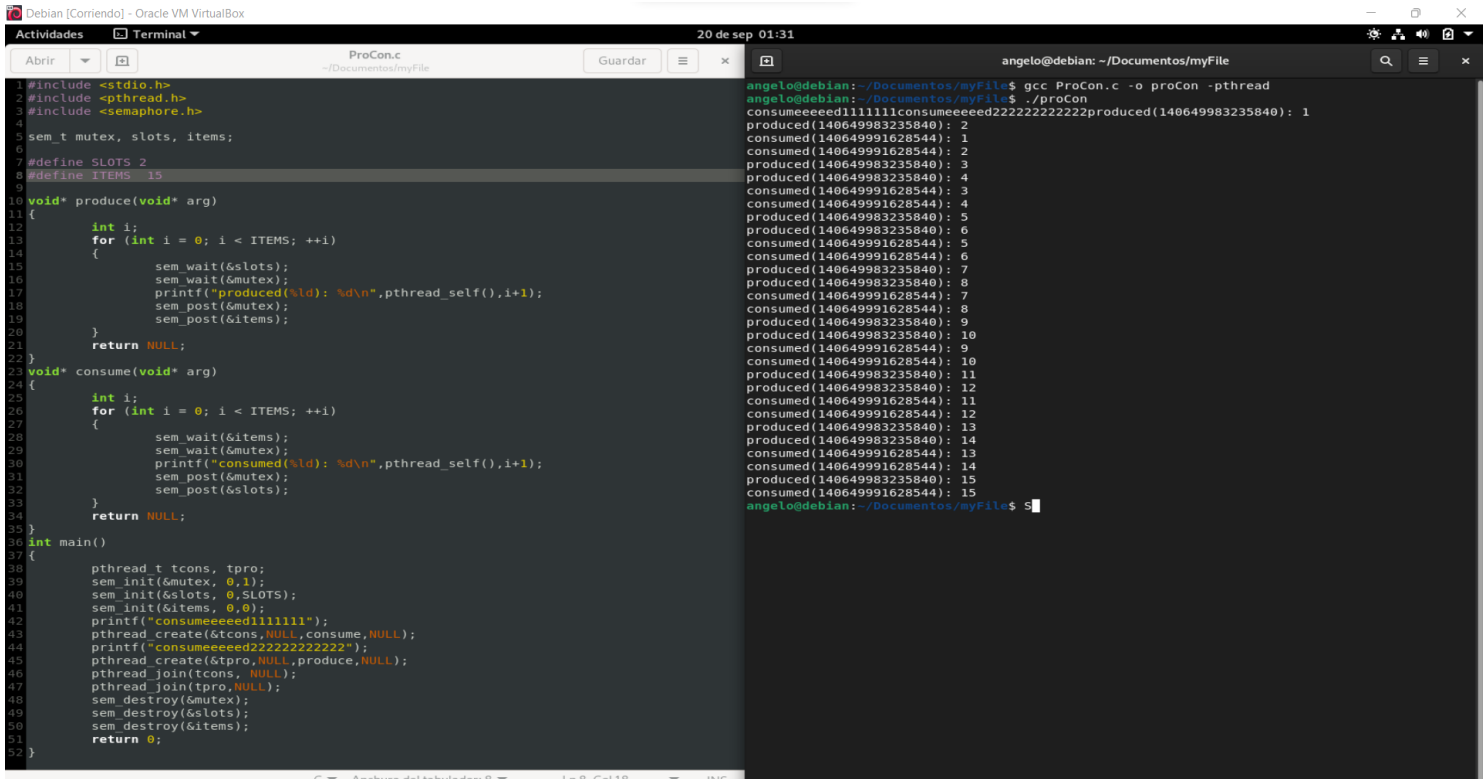 Debian [Corriendo] - Oracle VM VirtualBox
Actividades Terminal 20 de sep 01:31
Abrir ProCon.c Guardar
~/Documentos/myFile
1 #include <stdio.h>
2 #include <pthread.h>
3 #include <semaphore.h>
4
5 sem_t mutex, slots, items;
6
7 #define SLOTS 2
8 #define ITEMS  15
9
10 void* produce(void* arg)
11 {
12 int i;
13 for (int i = 0; i < ITEMS; ++i)
14 {
15 sem_wait(&slots);
16 sem_wait(&mutex);
17 printf("produced(%ld): %d\n",pthread_self(),i+1);
18 sem_post(&mutex);
19 sem_post(&items);
20 }
21 return NULL;
22 }
23 void* consume(void* arg)
24 {
25 int i;
26 for (int i = 0; i < ITEMS; ++i)
27 {
28 sem_wait(&items);
29 sem_wait(&mutex);
30 printf("consumed(%ld): %d\n",pthread_self(),i+1);
31 sem_post(&mutex);
32 sem_post(&slots);
33 }
34 return NULL;
35 }
36 int main()
37 {
38 pthread_t tcons, tpro;
39 sem_init(&mutex, 0,1);
40 sem_init(&slots, 0,SLOTS);
41 sem_init(&items, 0,0);
42 printf("consumeeeeed1111111");
43 pthread_create(&tcons,NULL,consume,NULL);
44 printf("consumeeeeed222222222222");
45 pthread_create(&tpro,NULL,produce,NULL);
46 pthread_join(tcons, NULL);
47 pthread_join(tpro,NULL);
48 sem_destroy(&mutex);
49 sem_destroy(&slots);
50 sem_destroy(&items);
51 return 0;
52 }
angelo@debian: ~/Documentos/myFile
angelo@debian:~/Documentos/myFile$ gcc ProCon.c -o proCon -pthread
angelo@debian:~/Documentos/myFile$ ./proCon
consumeeeeed1111111consumeeeeed222222222222produced(140649983235840): 1
produced(140649983235840): 2
consumed(140649991628544): 1
consumed(140649991628544): 2
produced(140649983235840): 3
produced(140649983235840): 4
consumed(140649991628544): 3
consumed(140649991628544): 4
produced(140649983235840): 5
produced(140649983235840): 6
consumed(140649991628544): 5
consumed(140649991628544): 6
produced(140649983235840): 7
produced(140649983235840): 8
consumed(140649991628544): 7
consumed(140649991628544): 8
produced(140649983235840): 9
produced(140649983235840): 10
consumed(140649991628544): 9
consumed(140649991628544): 10
produced(140649983235840): 11
produced(140649983235840): 12
consumed(140649991628544): 11
consumed(140649991628544): 12
produced(140649983235840): 13
produced(140649983235840): 14
consumed(140649991628544): 13
consumed(140649991628544): 14
produced(140649983235840): 15
consumed(140649991628544): 15
angelo@debian:~/Documentos/myFile$ S